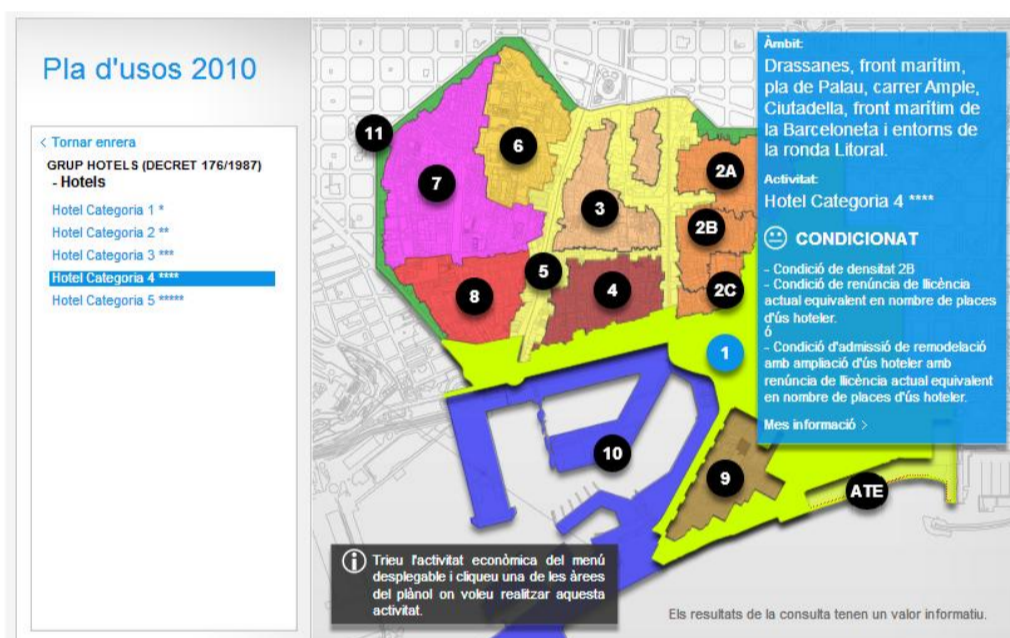 Pla d'usos 2010
< Tornar enrera
GRUP HOTELS (DECRET 176/1987)
- Hotels
Hotel Categoria 1 *
Hotel Categoria 2 **
Hotel Categoria 3 ***
Hotel Categoria 4 ****
Hotel Categoria 5 *****
11
7
6
3
2A
2B
2C
5
8
4
1
10
9
ATE
Àmbit:
Drassanes, front marítim,
pla de Palau, carrer Ample,
Ciutadella, front marítim de
la Barceloneta i entorns de
la ronda Litoral.
Activitat:
Hotel Categoria 4 ****
CONDICIONAT
- Condició de densitat 2B
- Condició de renúncia de llicència
actual equivalent en nombre de places
d'ús hoteler.
ó
- Condició d'admissió de remodelació
amb ampliació d'ús hoteler amb
renúncia de llicència actual equivalent
en nombre de places d'ús hoteler.
Mes informació >
i
Trieu l'activitat econòmica del menú
desplegable i cliqueu una de les àrees
del plànol on voleu realitzar aquesta
activitat.
Els resultats de la consulta tenen un valor informatiu.